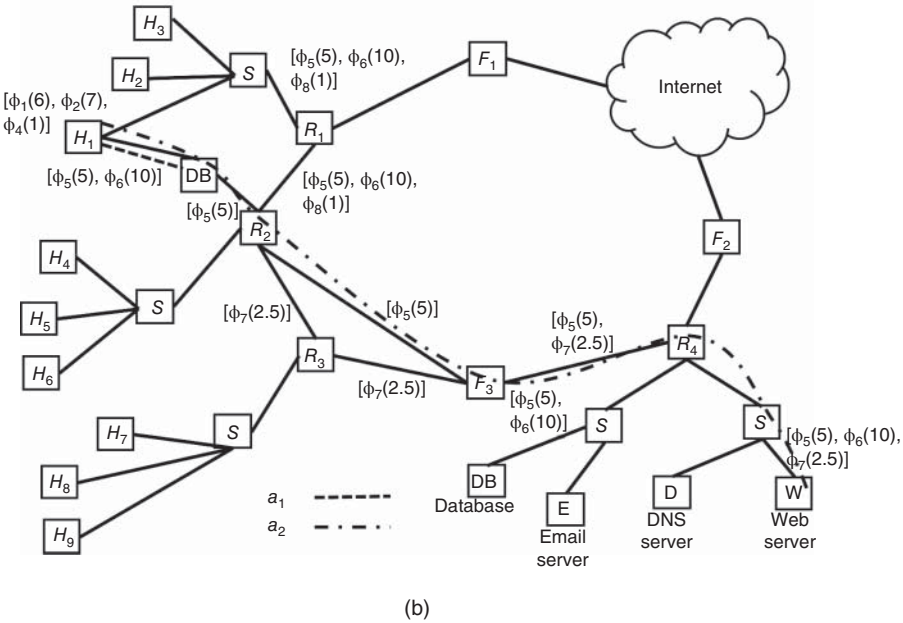 H₃
S
[ϕ₅(5), ϕ₆(10),
ϕ₈(1)]
F₁
Internet
H₂
[ϕ₁(6), ϕ₂(7),
ϕ₄(1)]
H₁
R₁
[ϕ₅(5), ϕ₆(10)]
DB
[ϕ₅(5), ϕ₆(10),
ϕ₈(1)]
[ϕ₅(5)]
R₂
F₂
H₄
H₅
S
H₆
[ϕ₇(2.5)]
[ϕ₅(5)]
[ϕ₅(5),
ϕ₇(2.5)]
R₄
R₃
[ϕ₇(2.5)]
F₃
[ϕ₅(5),
ϕ₆(10)]
H₇
S
S
S
[ϕ₅(5), ϕ₆(10),
ϕ₇(2.5)]
H₈
H₉
DB
Database
E
Email
server
D
DNS
server
W
Web
server
a₁
a₂
(b)